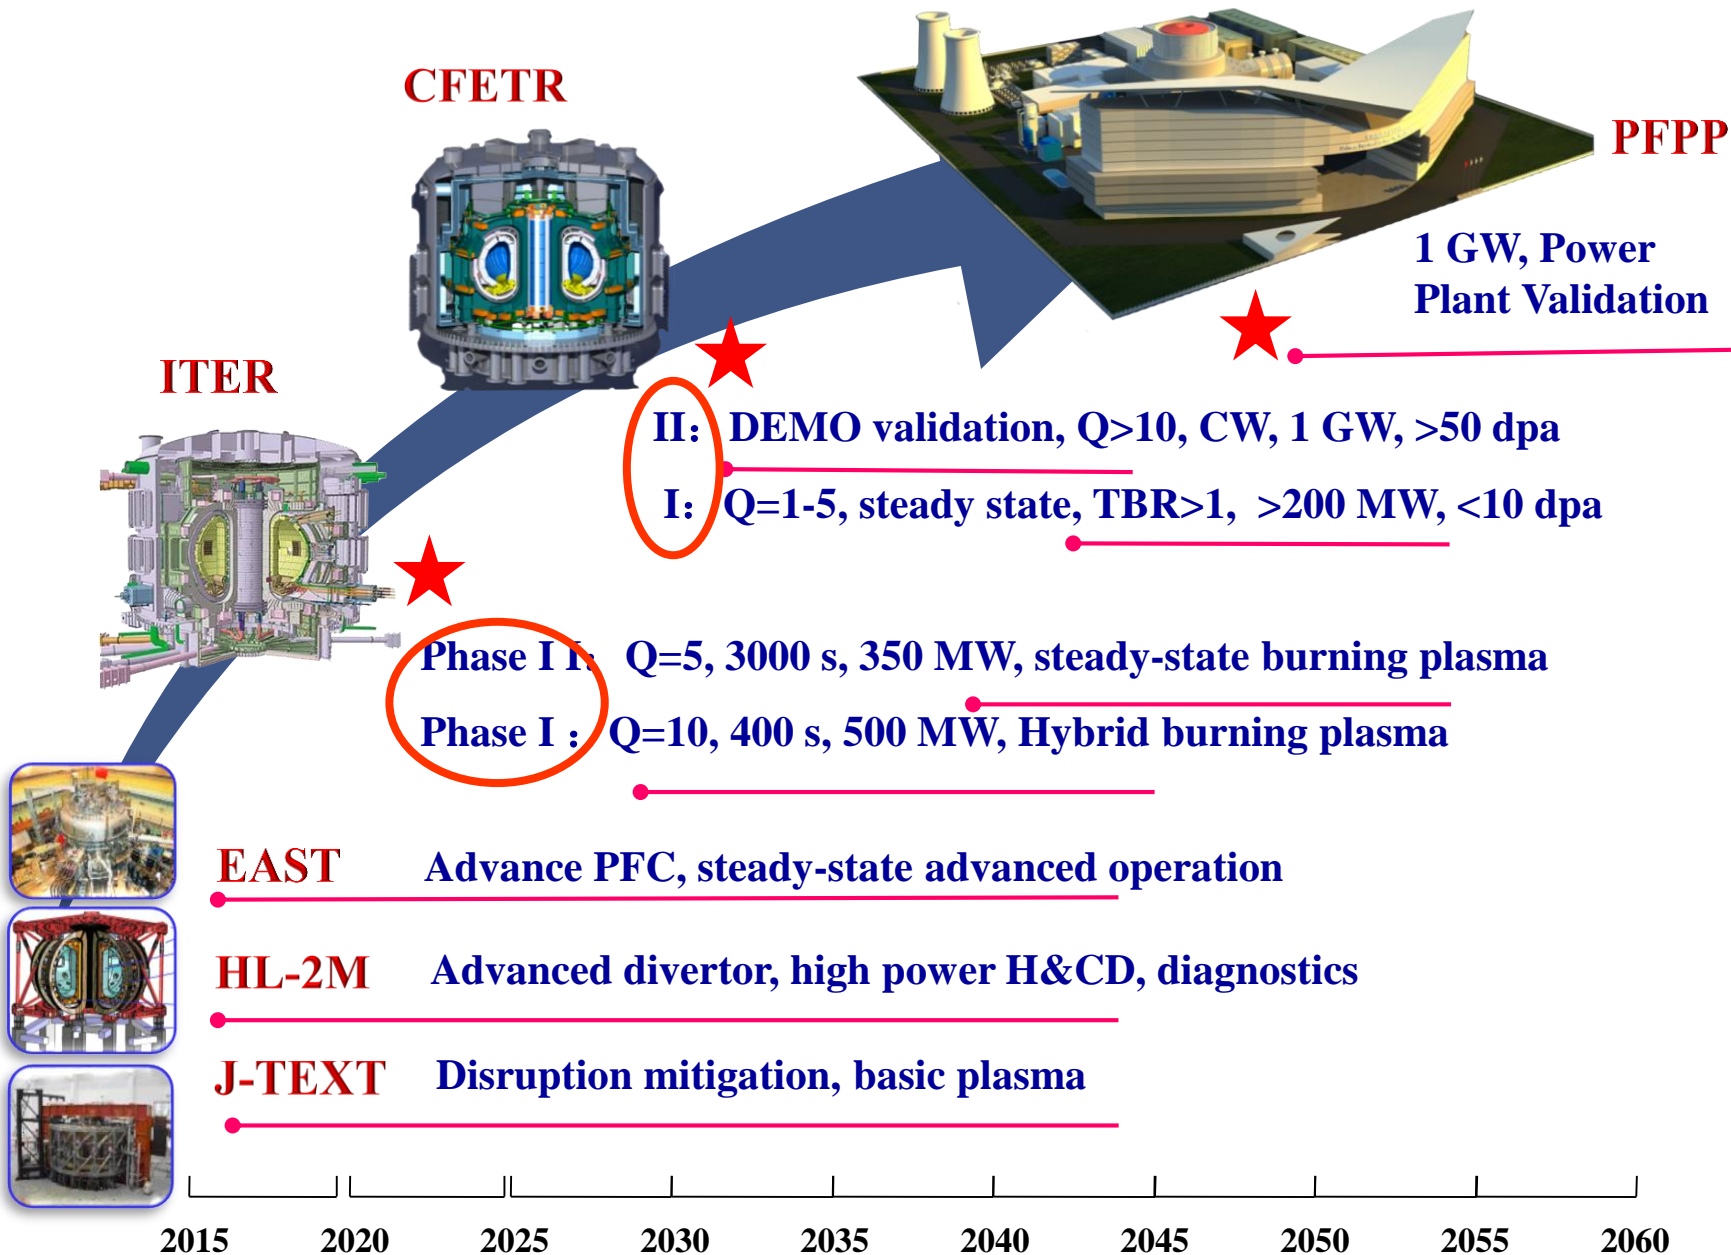 CFETR
PFPP
1 GW, Power
Plant Validation
ITER
II： DEMO validation, Q>10, CW, 1 GW, >50 dpa
I： Q=1-5, steady state, TBR>1, >200 MW, <10 dpa
Phase I I： Q=5, 3000 s, 350 MW, steady-state burning plasma
Phase I ： Q=10, 400 s, 500 MW, Hybrid burning plasma
EAST Advance PFC, steady-state advanced operation
HL-2M Advanced divertor, high power H&CD, diagnostics
J-TEXT Disruption mitigation, basic plasma
2015 2020 2025 2030 2035 2040 2045 2050 2055 2060